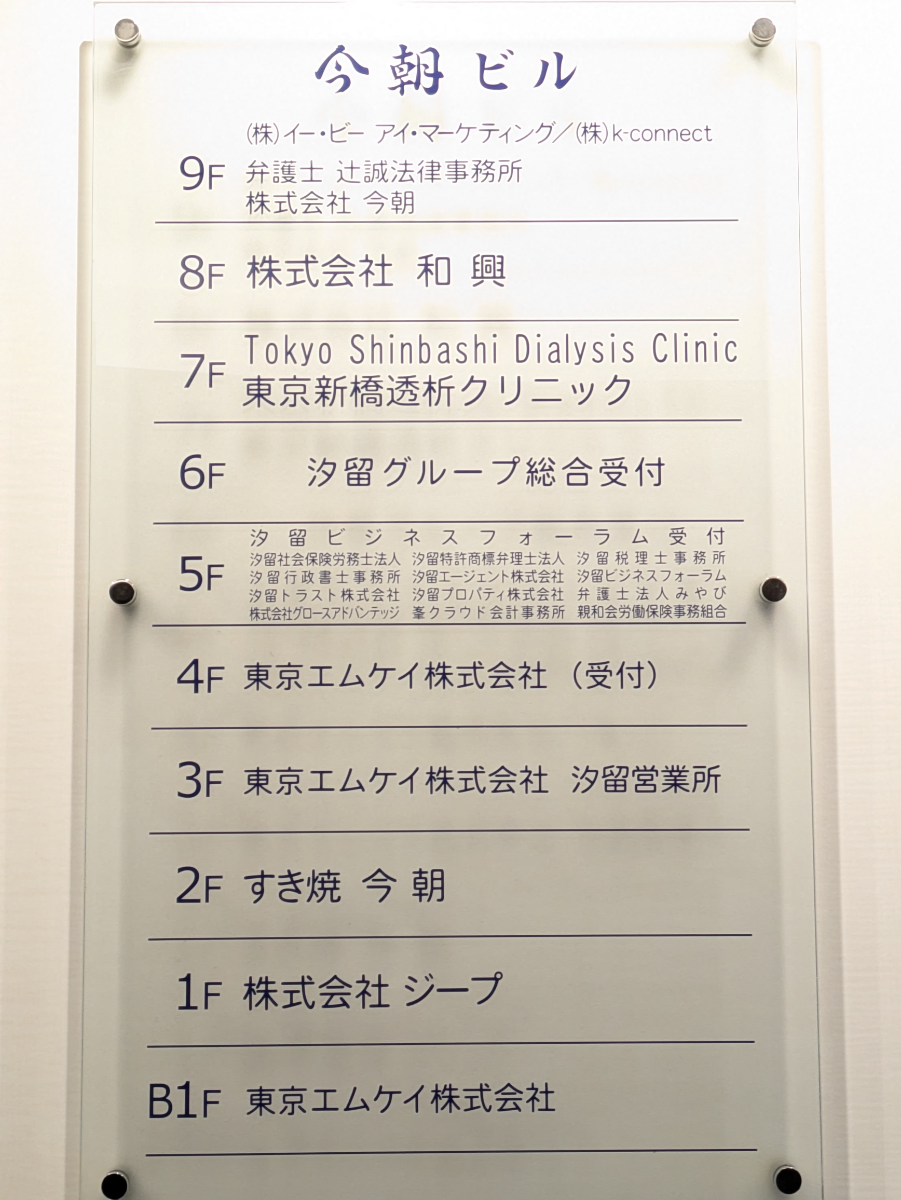 今朝ビル
(株)イー・ビー アイ・マーケティング／(株)k-connect
9F 弁護士 辻誠法律事務所
株式会社 今朝
8F 株式会社 和興
Tokyo Shinbashi Dialysis Clinic
7F 東京新橋透析クリニック
6F 汐留グループ総合受付
汐留ビジネスフォーラム受付
汐留社会保険労務士法人 汐留特許商標弁理士法人 汐留税理士事務所
5F 汐留行政書士事務所 汐留エージェント株式会社 汐留ビジネスフォーラム
汐留トラスト株式会社 汐留プロパティ株式会社 弁護士法人みやび
株式会社グロースアドバンテッジ 峯クラウド会計事務所 親和会労働保険事務組合
4F 東京エムケイ株式会社（受付）
3F 東京エムケイ株式会社 汐留営業所
2F すき焼 今朝
1F 株式会社 ジープ
B1F 東京エムケイ株式会社